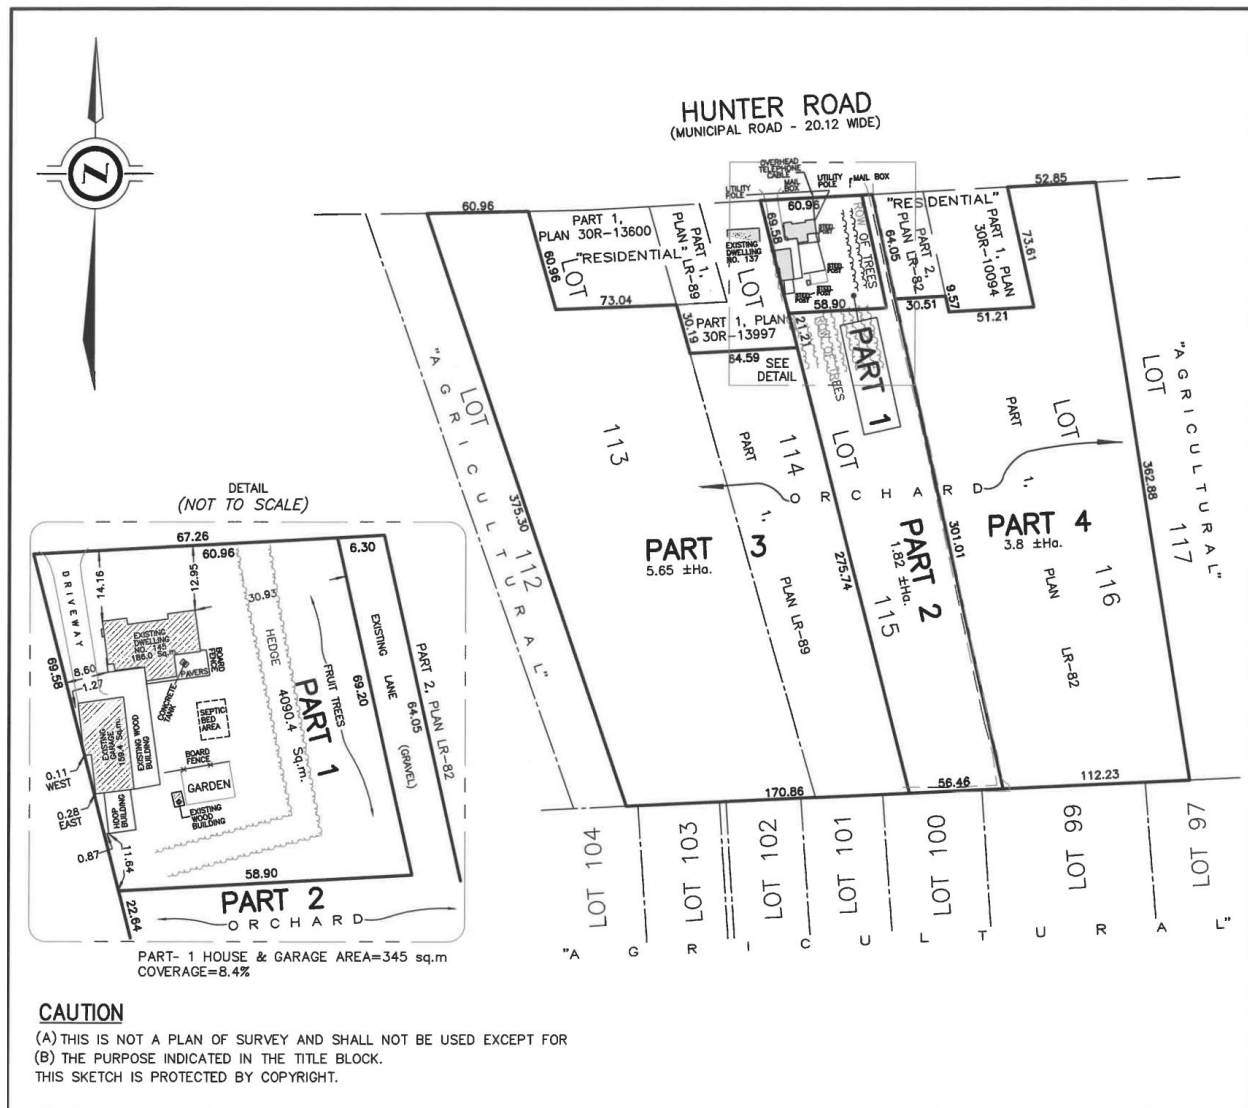 HUNTER ROAD
(MUNICIPAL ROAD - 20.12 WIDE)
N
OVERHEAD
TELEPHONE
CABLE
UTILITY
POLE
MAIL
BOX
UTILITY
POLE
MAIL BOX
60.96
60.96
52.85
PART 1,
PLAN 30R-13600
"RESIDENTIAL"
60.96
LOT
73.04
PART 1,
PLAN LR-89
EXISTING
DWELLING
NO. 137
69.58
LOT
ROW OF TREES
58.90
64.05
"RESIDENTIAL"
PART 2,
PLAN LR-82
30.51
9.57
PART 1, PLAN
30R-10094
73.61
51.21
30.19
PART 1, PLAN
30R-13997
64.59
21.21
SEE
DETAIL
ROW OF TREES
PART 1
"AGRICULTURAL"
LOT
112
375.30
113
PART 3
5.65 ±Ha.
PART
1,
PLAN LR-89
114
LOT
ORCHARD
275.74
PART 2
1.82 ±Ha.
115
301.01
PART 4
3.8 ±Ha.
PART
1,
PLAN
LR-82
LOT
116
362.88
LOT
117
"AGRICULTURAL"
170.86
56.46
112.23
LOT 104
LOT 103
LOT 102
LOT 101
LOT 100
LOT 99
LOT 97
"AGRICULTURAL"
DETAIL
(NOT TO SCALE)
67.26
60.96
6.30
DRIVEWAY
14.16
12.95
30.93
EXISTING
DWELLING
NO. 145
186.0 Sq.m.
BOARD
FENCE
PAVERS
CONCRETE
TANK
69.58
8.60
1.27
EXISTING
GARAGE
159.4 Sq.m.
EXISTING WOOD
BUILDING
SEPTIC
BED
AREA
HEDGE
4090.4
Sq.m.
PART 1
FRUIT TREES
69.20
EXISTING
LANE
64.05
(GRAVEL)
PART 2, PLAN LR-82
BOARD
FENCE
GARDEN
EXISTING
WOOD
BUILDING
0.11
WEST
0.28
EAST
HOOP
BUILDING
0.87
11.64
58.90
22.64
PART 2
ORCHARD
PART- 1 HOUSE & GARAGE AREA=345 sq.m
COVERAGE=8.4%
CAUTION
(A) THIS IS NOT A PLAN OF SURVEY AND SHALL NOT BE USED EXCEPT FOR
(B) THE PURPOSE INDICATED IN THE TITLE BLOCK.
THIS SKETCH IS PROTECTED BY COPYRIGHT.